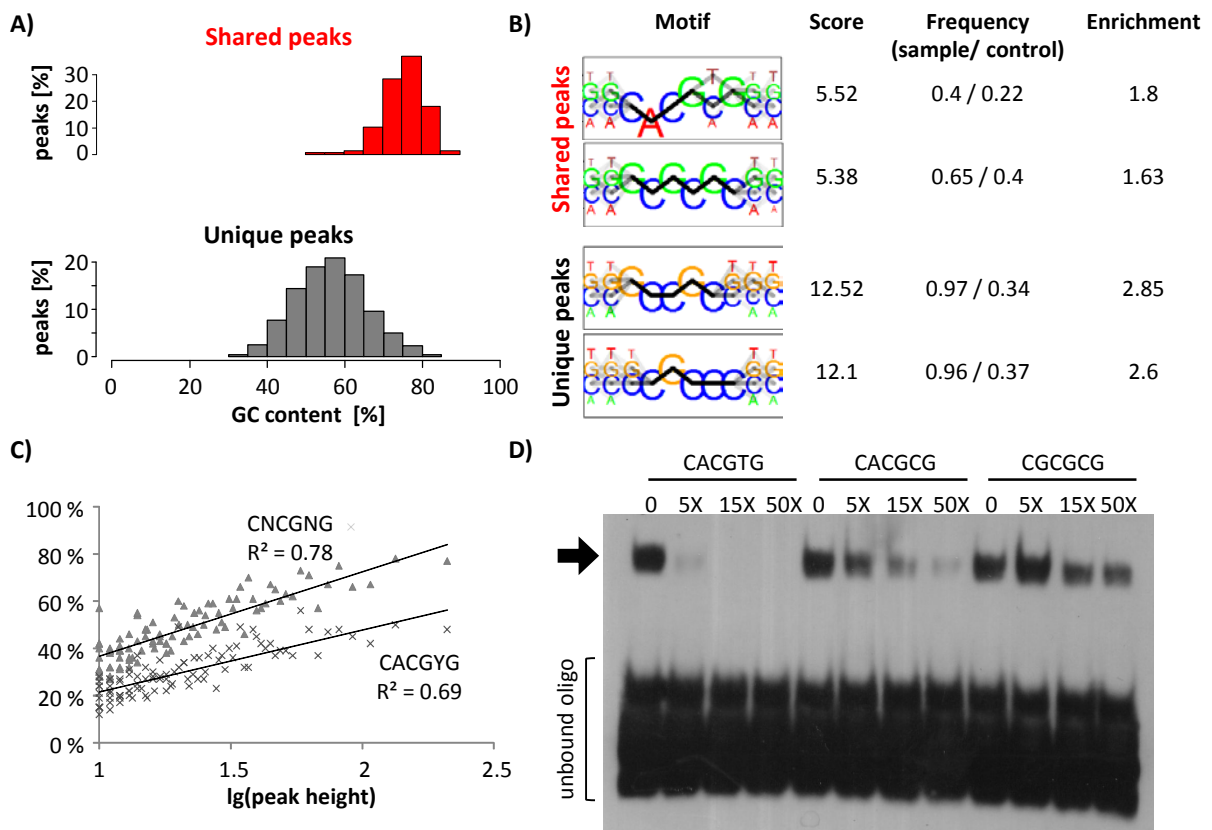 A)
Shared peaks
peaks [%]
30
20
10
0
Unique peaks
peaks [%]
20
10
0
0 20 40 60 80 100
GC content [%]
B)
Motif Score Frequency Enrichment
(sample/ control)
Shared peaks
5.52 0.4 / 0.22 1.8
5.38 0.65 / 0.4 1.63
Unique peaks
12.52 0.97 / 0.34 2.85
12.1 0.96 / 0.37 2.6
C)
100 %
80 %
60 %
40 %
20 %
0 %
CNCGNG
R² = 0.78
CACGYG
R² = 0.69
1 1.5 2 2.5
lg(peak height)
D)
CACGTG CACGCG CGCGCG
0 5X 15X 50X 0 5X 15X 50X 0 5X 15X 50X
unbound oligo